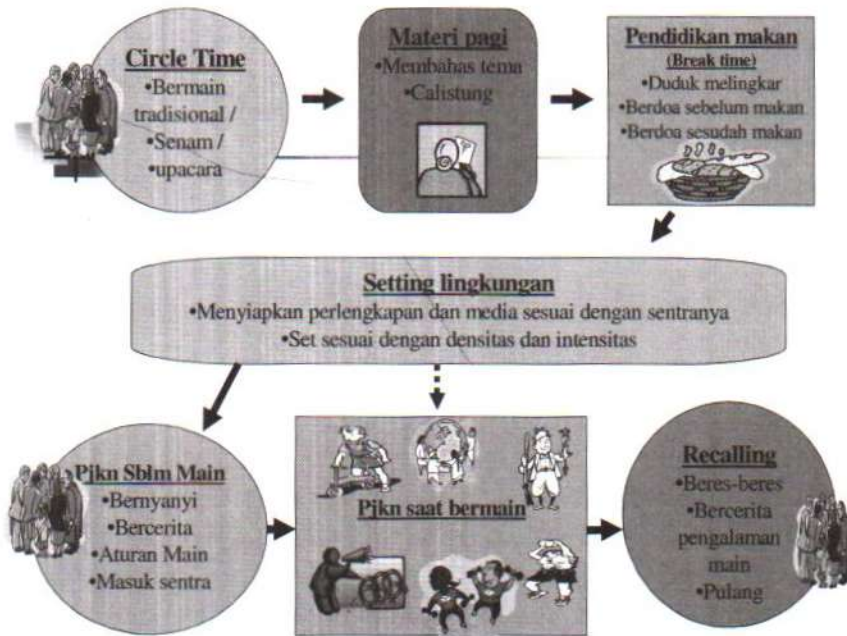 Circle Time
•Bermain
tradisional /
•Senam /
•upacara
Materi pagi
•Membahas tema
•Calistung
Pendidikan makan
(Break time)
•Duduk melingkar
•Berdoa sebelum makan
•Berdoa sesudah makan
Setting lingkungan
•Menyiapkan perlengkapan dan media sesuai dengan sentranya
•Set sesuai dengan densitas dan intensitas
Pjkn Sblm Main
•Bernyanyi
•Bercerita
•Aturan Main
•Masuk sentra
Pjkn saat bermain
Recalling
•Beres-beres
•Bercerita
pengalaman
main
•Pulang